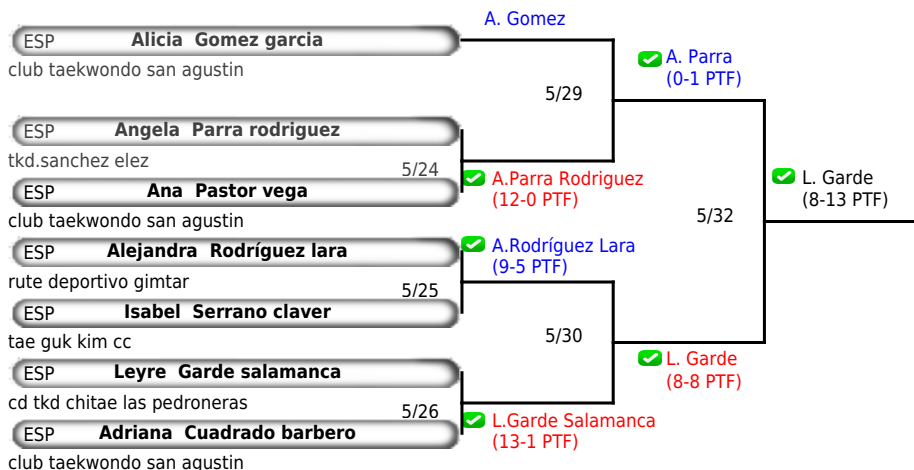 A. Gomez
ESP Alicia Gomez garcia
club taekwondo san agustin
A. Parra
(0-1 PTF)
5/29
ESP Angela Parra rodriguez
tkd.sanchez elez
5/24
A.Parra Rodriguez
(12-0 PTF)
L. Garde
(8-13 PTF)
ESP Ana Pastor vega
club taekwondo san agustin
5/32
ESP Alejandra Rodríguez lara
A.Rodríguez Lara
(9-5 PTF)
rute deportivo gimtar
5/25
ESP Isabel Serrano claver
tae guk kim cc
5/30
L. Garde
(8-8 PTF)
ESP Leyre Garde salamanca
cd tkd chitae las pedroneras
5/26
L.Garde Salamanca
(13-1 PTF)
ESP Adriana Cuadrado barbero
club taekwondo san agustin